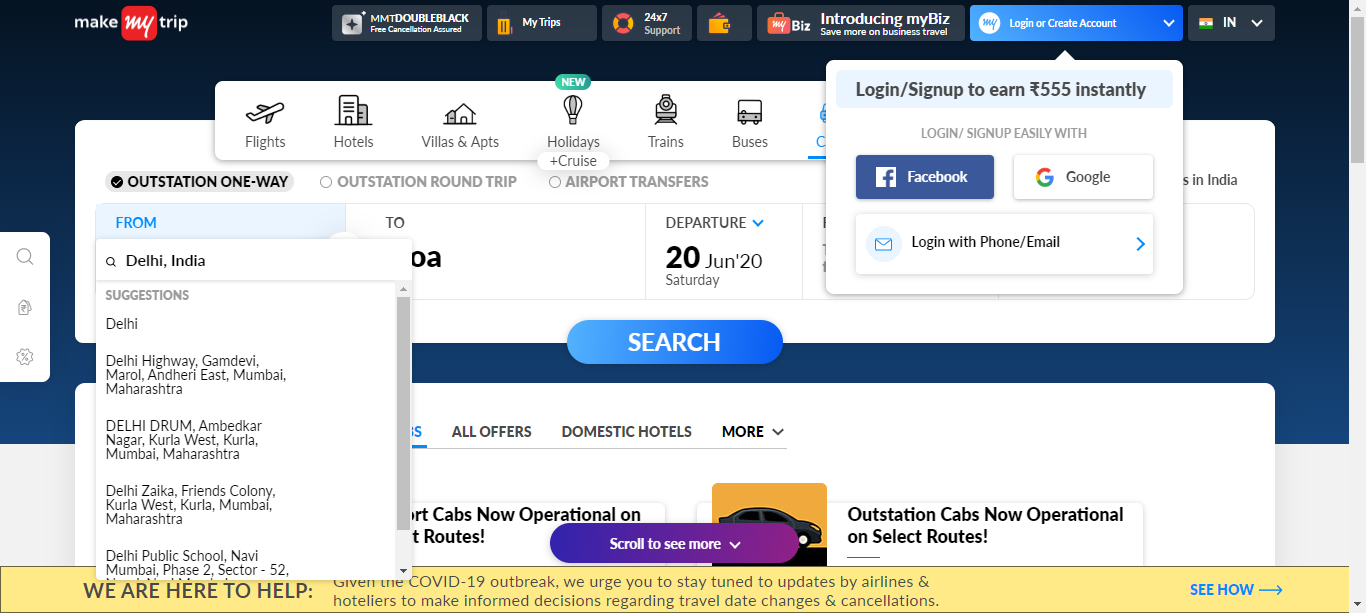 make my trip
MMTDOUBLEBLACK
Free Cancellation Assured
My Trips
24x7
Support
my Biz
Introducing myBiz
Save more on business travel
my
Login or Create Account
IN
Login/Signup to earn ₹555 instantly
LOGIN/ SIGNUP EASILY WITH
Facebook
Google
Login with Phone/Email
NEW
Flights
Hotels
Villas & Apts
Holidays
Trains
Buses
C
+Cruise
OUTSTATION ONE-WAY
OUTSTATION ROUND TRIP
AIRPORT TRANSFERS
s in India
FROM
TO
DEPARTURE
oa
20 Jun'20
Saturday
Delhi, India
SUGGESTIONS
Delhi
Delhi Highway, Gamdevi,
Marol, Andheri East, Mumbai,
Maharashtra
DELHI DRUM, Ambedkar
Nagar, Kurla West, Kurla,
Mumbai, Maharashtra
Delhi Zaika, Friends Colony,
Kurla West, Kurla, Mumbai,
Maharashtra
Delhi Public School, Navi
Mumbai, Phase 2, Sector - 52,
SEARCH
BS
ALL OFFERS
DOMESTIC HOTELS
MORE
ort Cabs Now Operational on
t Routes!
Outstation Cabs Now Operational
on Select Routes!
Scroll to see more
WE ARE HERE TO HELP:
Given the COVID-19 outbreak, we urge you to stay tuned to updates by airlines &
hoteliers to make informed decisions regarding travel date changes & cancellations.
SEE HOW